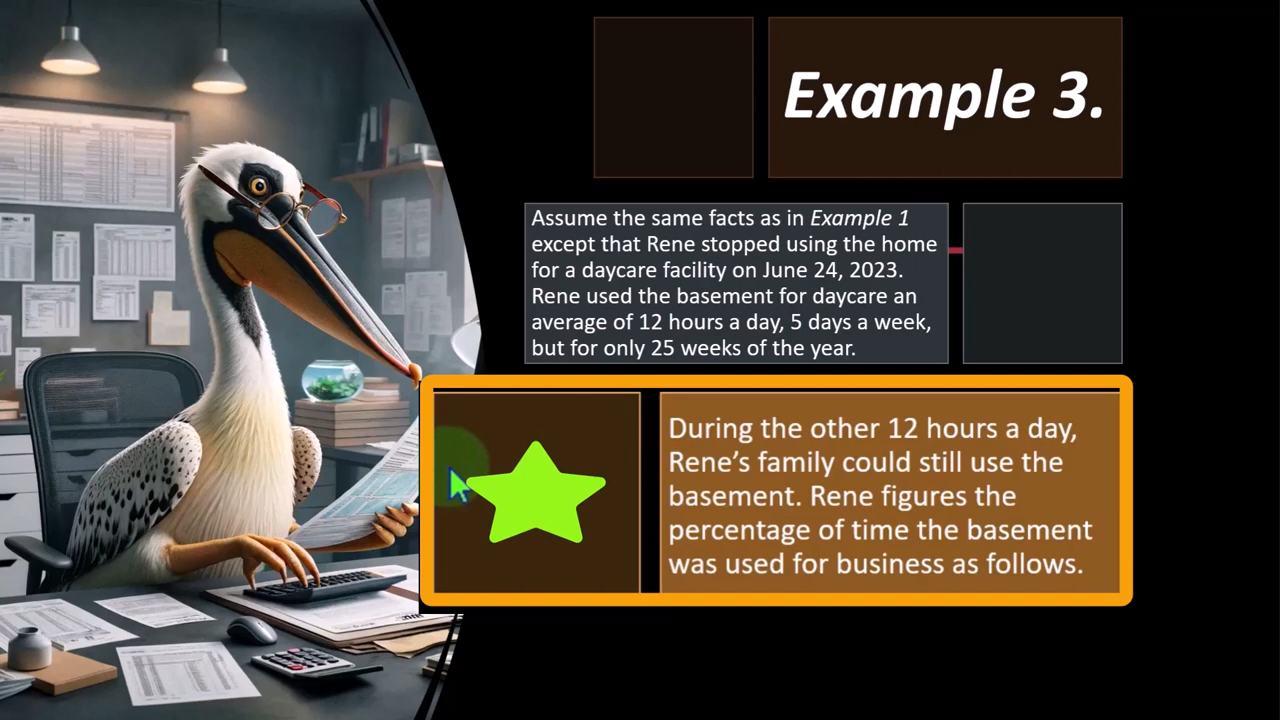 Example 3.
Assume the same facts as in Example 1
except that Rene stopped using the home
for a daycare facility on June 24, 2023.
Rene used the basement for daycare an
average of 12 hours a day, 5 days a week,
but for only 25 weeks of the year.
During the other 12 hours a day,
Rene’s family could still use the
basement. Rene figures the
percentage of time the basement
was used for business as follows.